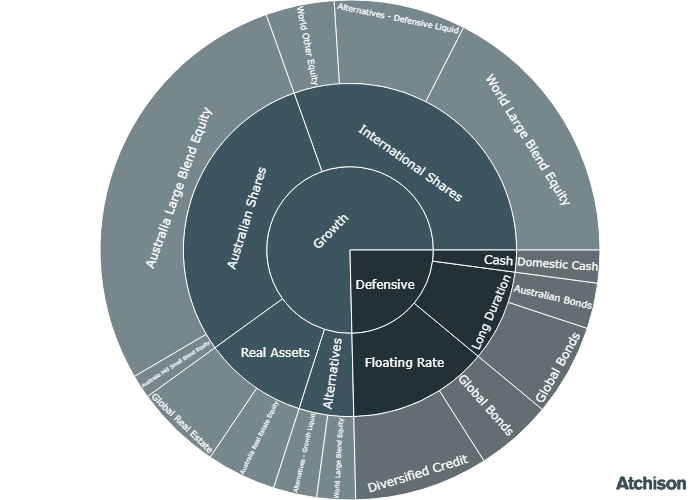 World Other Equity
Alternatives - Defensive Liquid
World Large Blend Equity
Australia Large Blend Equity
International Shares
Australian Shares
Growth
Cash
Domestic Cash
Defensive
Long Duration
Australian Bonds
Australia Mid Small Blend Equity
Real Assets
Alternatives
Floating Rate
Global Bonds
Global Real Estate
Australia Real Estate Equity
Alternatives - Growth Liquid
World Large Blend Equity
Diversified Credit
Global Bonds
Atchison